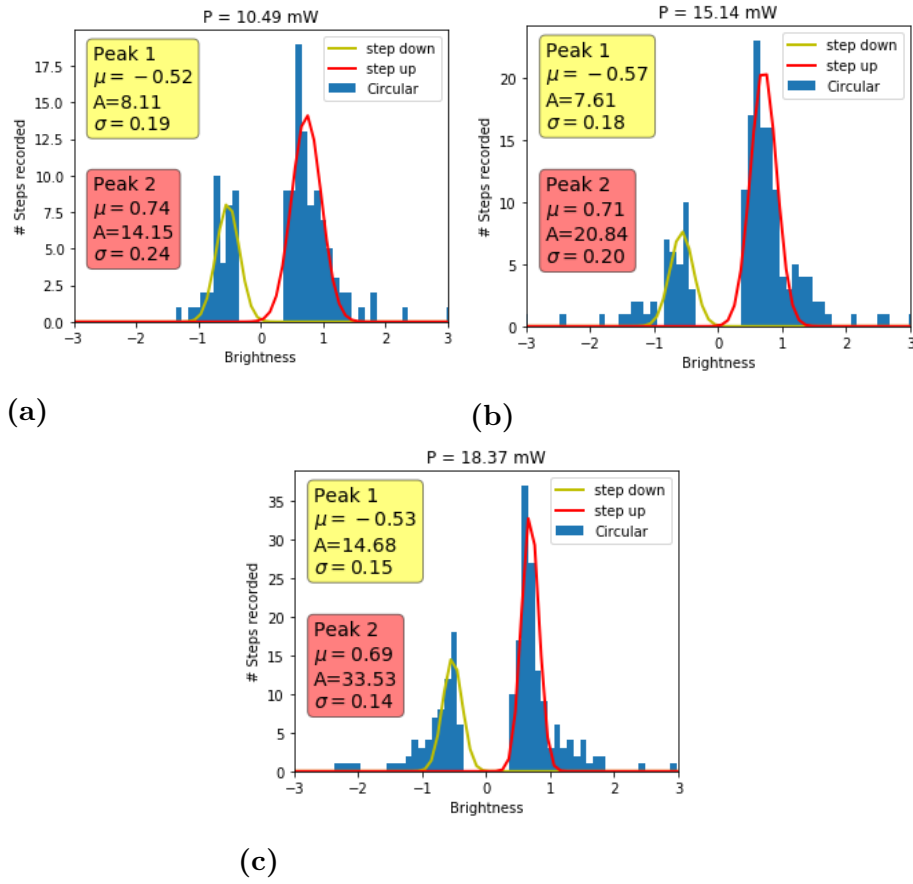 P = 10.49 mW
Peak 1
μ = −0.52
A=8.11
σ = 0.19
Peak 2
μ = 0.74
A=14.15
σ = 0.24
step down
step up
Circular
# Steps recorded
17.5
15.0
12.5
10.0
7.5
5.0
2.5
0.0
−3 −2 −1 0 1 2 3
Brightness
(a)
P = 15.14 mW
Peak 1
μ = −0.57
A=7.61
σ = 0.18
Peak 2
μ = 0.71
A=20.84
σ = 0.20
step down
step up
Circular
# Steps recorded
20
15
10
5
0
−3 −2 −1 0 1 2 3
Brightness
(b)
P = 18.37 mW
Peak 1
μ = −0.53
A=14.68
σ = 0.15
Peak 2
μ = 0.69
A=33.53
σ = 0.14
step down
step up
Circular
# Steps recorded
35
30
25
20
15
10
5
0
−3 −2 −1 0 1 2 3
Brightness
(c)